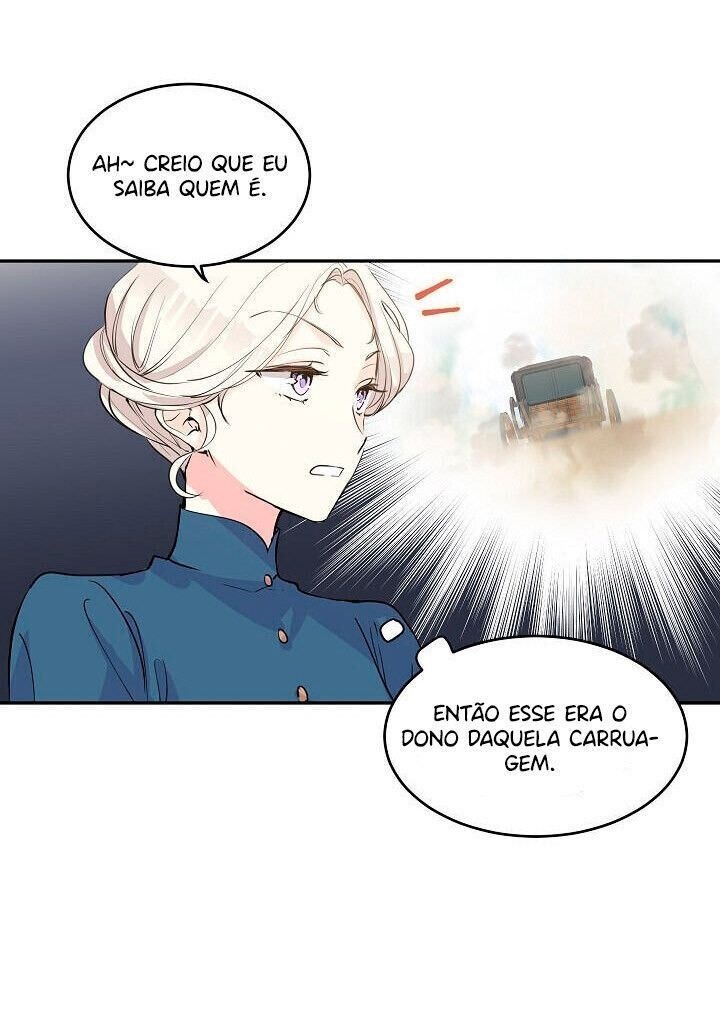 AH~ CREIO QUE EU
SAIBA QUEM É.
ENTÃO ESSE ERA O
DONO DAQUELA CARRUA-
GEM.